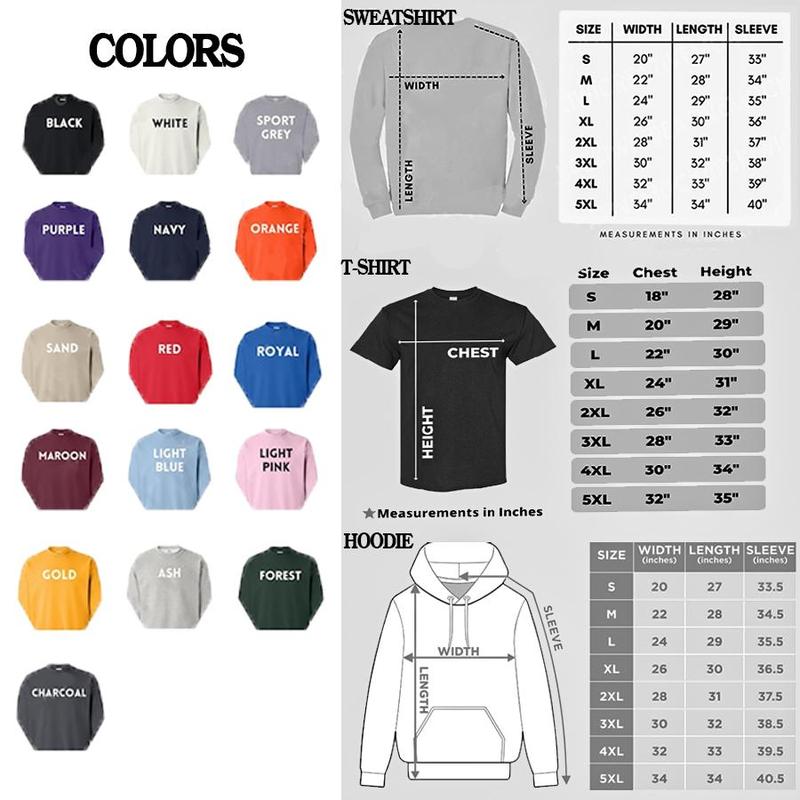 COLORS
BLACK
WHITE
SPORT
GREY
PURPLE
NAVY
ORANGE
SAND
RED
ROYAL
MAROON
LIGHT
BLUE
LIGHT
PINK
GOLD
ASH
FOREST
CHARCOAL
SWEATSHIRT
WIDTH
LENGTH
SLEEVE
SIZE WIDTH LENGTH SLEEVE
S 20" 27" 33"
M 22" 28" 34"
L 24" 29" 35"
XL 26" 30" 36"
2XL 28" 31" 37"
3XL 30" 32" 38"
4XL 32" 33" 39"
5XL 34" 34" 40"
MEASUREMENTS IN INCHES
T-SHIRT
CHEST
HEIGHT
★Measurements in Inches
Size Chest Height
S 18" 28"
M 20" 29"
L 22" 30"
XL 24" 31"
2XL 26" 32"
3XL 28" 33"
4XL 30" 34"
5XL 32" 35"
HOODIE
WIDTH
LENGTH
SLEEVE
SIZE WIDTH LENGTH SLEEVE
(inches) (inches) (inches)
S 20 27 33.5
M 22 28 34.5
L 24 29 35.5
XL 26 30 36.5
2XL 28 31 37.5
3XL 30 32 38.5
4XL 32 33 39.5
5XL 34 34 40.5